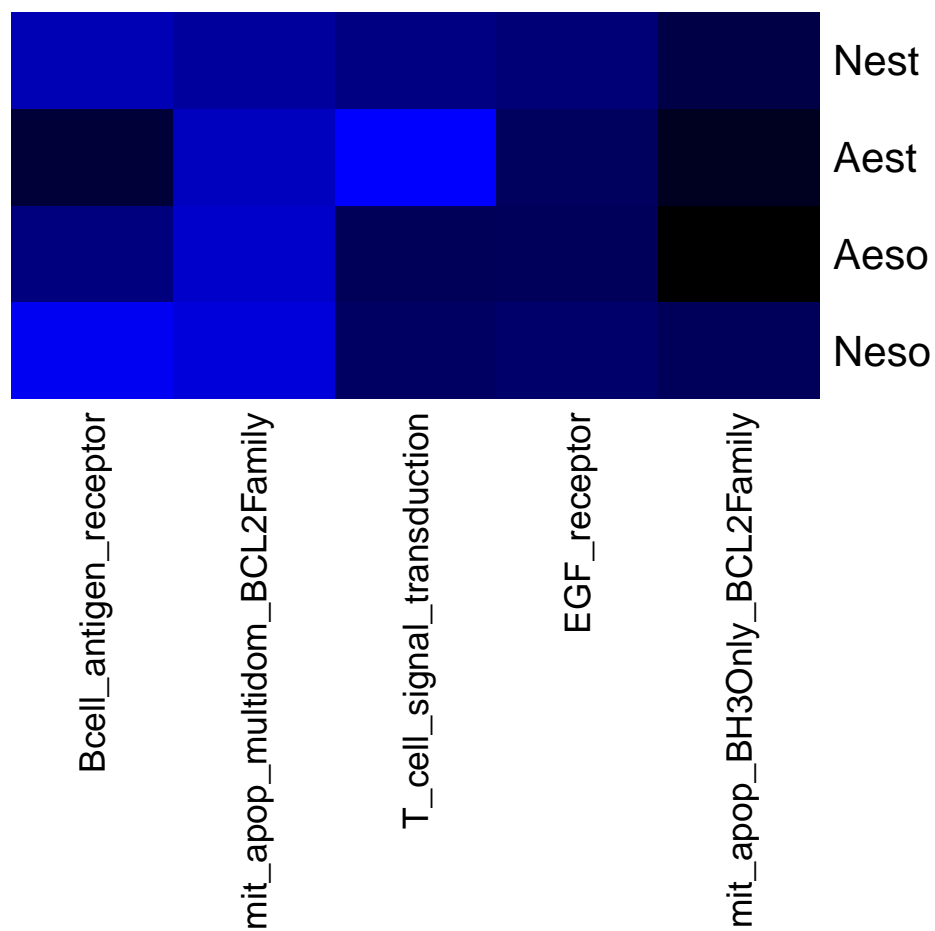 Nest
Aest
Aeso
Neso
Bcell_antigen_receptor
mit_apop_multidom_BCL2Family
T_cell_signal_transduction
EGF_receptor
mit_apop_BH3Only_BCL2Family